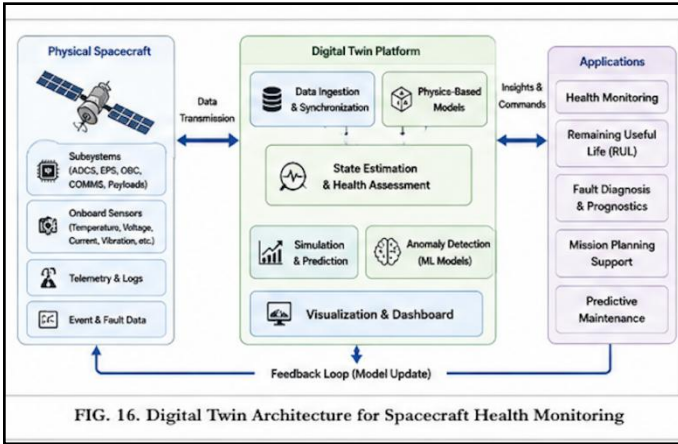 Physical Spacecraft
Subsystems
(ADCS, EPS, OBC,
COMMS, Payloads)
Onboard Sensors
(Temperature, Voltage,
Current, Vibration, etc.)
Telemetry & Logs
Event & Fault Data
Data
Transmission
Digital Twin Platform
Data Ingestion
& Synchronization
Physics-Based
Models
State Estimation
& Health Assessment
Simulation
& Prediction
Anomaly Detection
(ML Models)
Visualization & Dashboard
Insights &
Commands
Applications
Health Monitoring
Remaining Useful
Life (RUL)
Fault Diagnosis
& Prognostics
Mission Planning
Support
Predictive
Maintenance
Feedback Loop (Model Update)
FIG. 16. Digital Twin Architecture for Spacecraft Health Monitoring